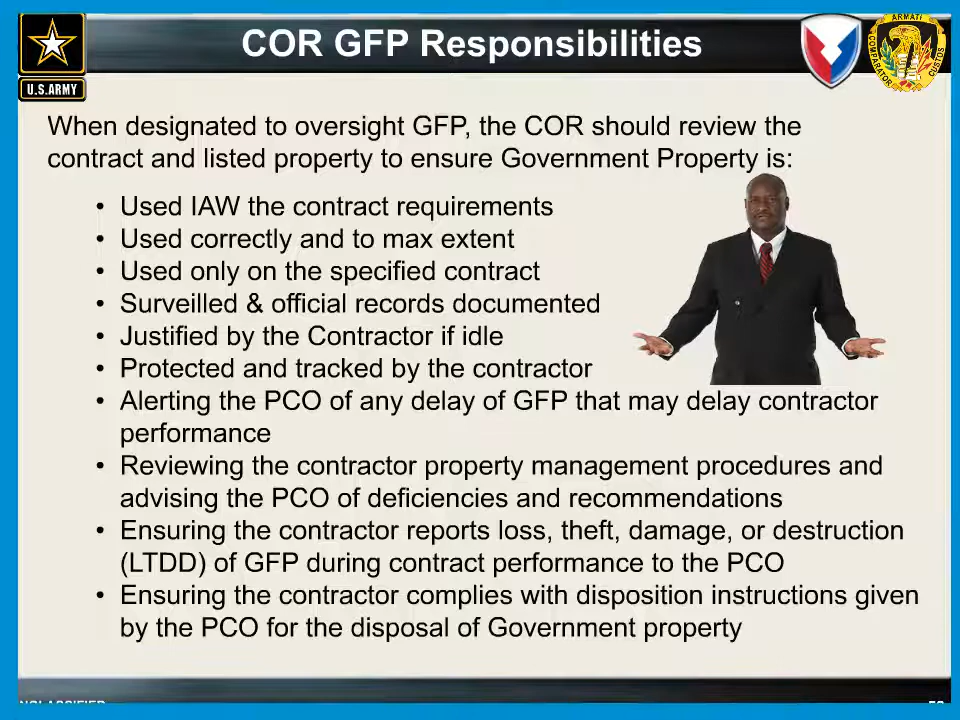 COR GFP Responsibilities
U.S.ARMY
ARMATI
COMPARATOR
CUSTOS
When designated to oversight GFP, the COR should review the
contract and listed property to ensure Government Property is:
• Used IAW the contract requirements
• Used correctly and to max extent
• Used only on the specified contract
• Surveilled & official records documented
• Justified by the Contractor if idle
• Protected and tracked by the contractor
• Alerting the PCO of any delay of GFP that may delay contractor
performance
• Reviewing the contractor property management procedures and
advising the PCO of deficiencies and recommendations
• Ensuring the contractor reports loss, theft, damage, or destruction
(LTDD) of GFP during contract performance to the PCO
• Ensuring the contractor complies with disposition instructions given
by the PCO for the disposal of Government property